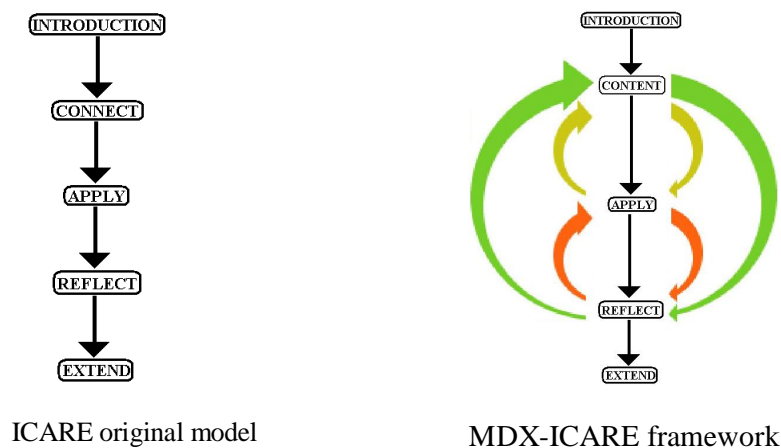 INTRODUCTION
CONNECT
APPLY
REFLECT
EXTEND
ICARE original model
INTRODUCTION
CONTENT
APPLY
REFLECT
EXTEND
MDX-ICARE framework